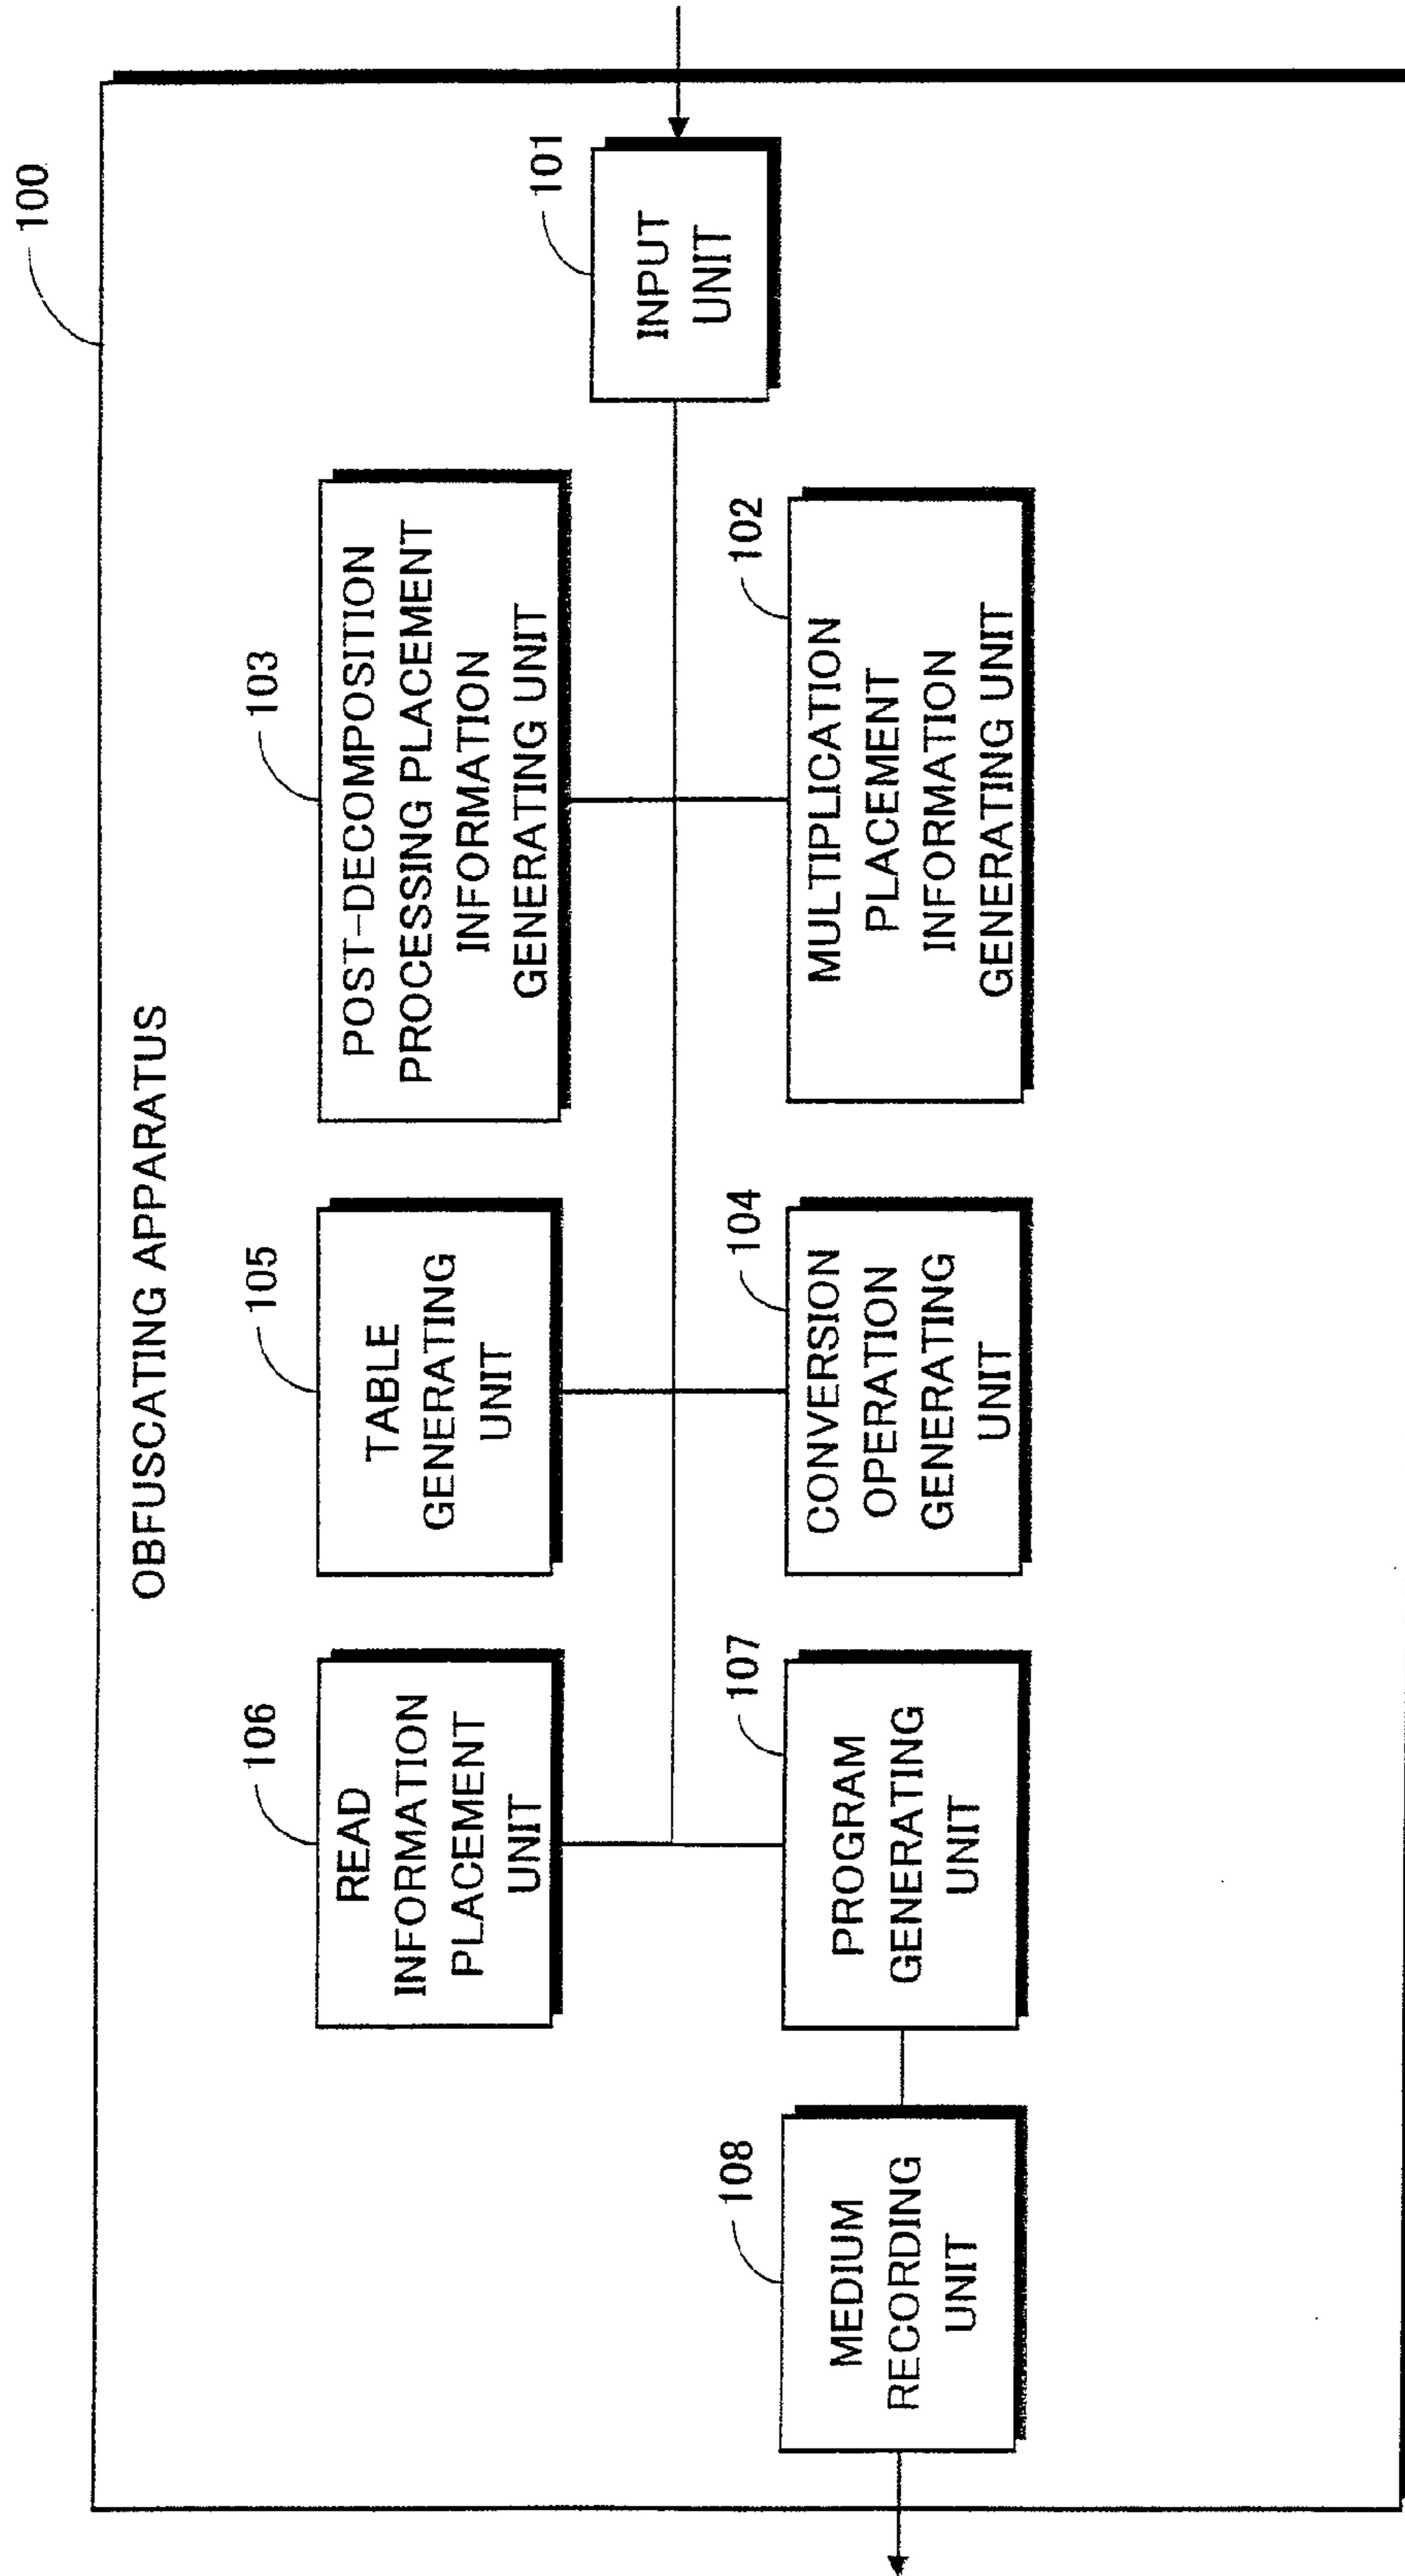 100
OBFUSCATING APPARATUS
106
READ
INFORMATION
PLACEMENT
UNIT
105
TABLE
GENERATING
UNIT
103
POST-DECOMPOSITION
PROCESSING PLACEMENT
INFORMATION
GENERATING UNIT
101
INPUT
UNIT
108
MEDIUM
RECORDING
UNIT
107
PROGRAM
GENERATING
UNIT
104
CONVERSION
OPERATION
GENERATING
UNIT
102
MULTIPLICATION
PLACEMENT
INFORMATION
GENERATING UNIT